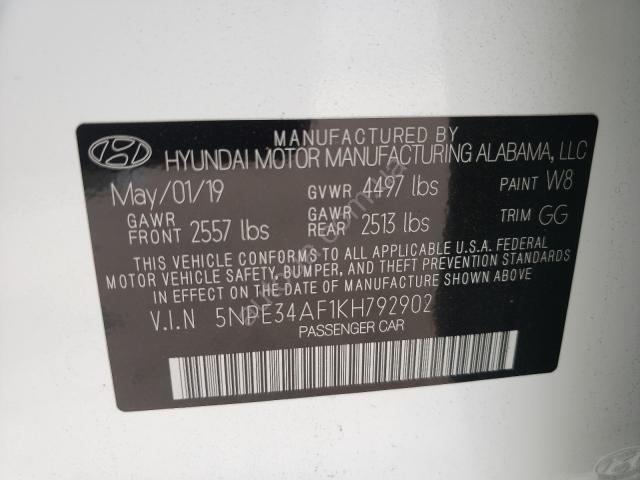 MANUFACTURED BY
HYUNDAI MOTOR MANUFACTURING ALABAMA, LLC
May/01/19 GVWR 4497 lbs PAINT W8
GAWR FRONT 2557 lbs GAWR REAR 2513 lbs TRIM GG
THIS VEHICLE CONFORMS TO ALL APPLICABLE U.S.A. FEDERAL
MOTOR VEHICLE SAFETY, BUMPER, AND THEFT PREVENTION STANDARDS
IN EFFECT ON THE DATE OF MANUFACTURE SHOWN ABOVE.
V.I.N 5NPE34AF1KH792902
PASSENGER CAR